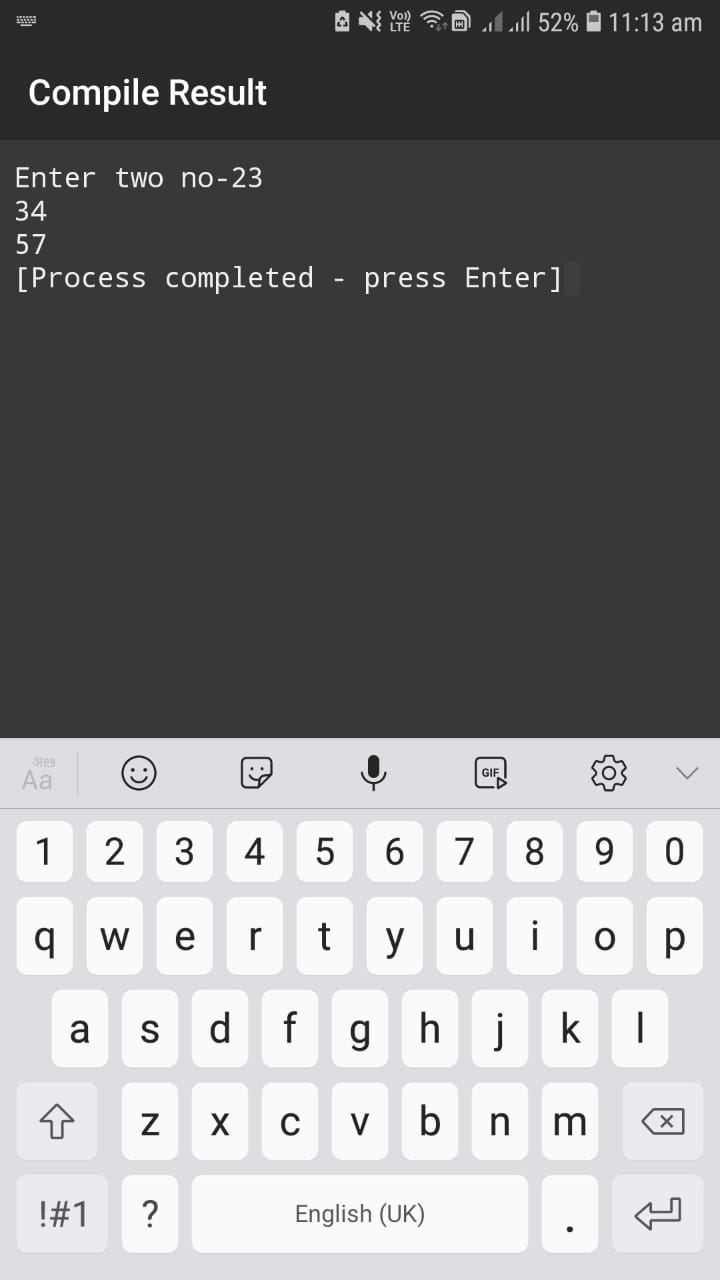 Vo)) LTE 52% 11:13 am
Compile Result
Enter two no-23
34
57
[Process completed - press Enter]
Aa GIF
1 2 3 4 5 6 7 8 9 0
q w e r t y u i o p
a s d f g h j k l
z x c v b n m
!#1 ? English (UK) .